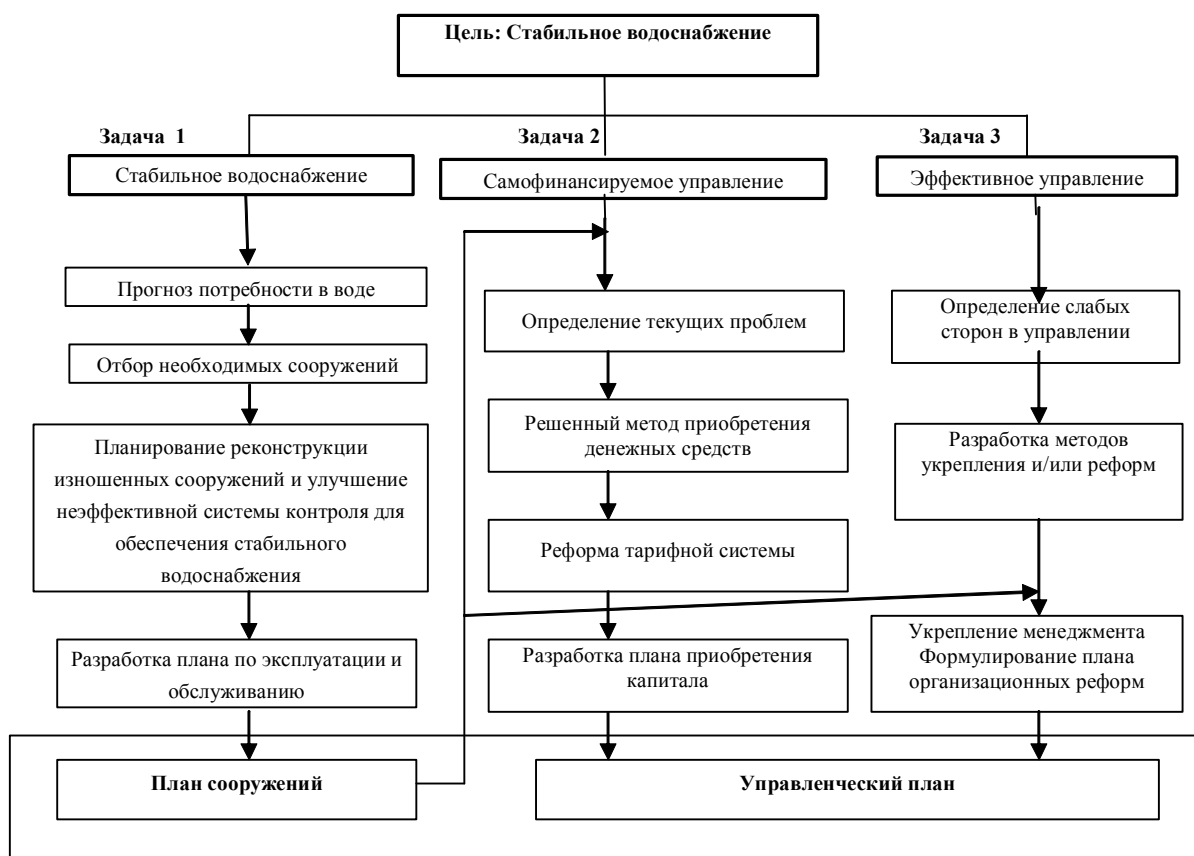 Цель: Стабильное водоснабжение
Задача 1
Задача 2
Задача 3
Стабильное водоснабжение
Самофинансируемое управление
Эффективное управление
Прогноз потребности в воде
Отбор необходимых сооружений
Планирование реконструкции
изношенных сооружений и улучшение
неэффективной системы контроля для
обеспечения стабильного
водоснабжения
Разработка плана по эксплуатации и
обслуживанию
План сооружений
Определение текущих проблем
Решенный метод приобретения
денежных средств
Реформа тарифной системы
Разработка плана приобретения
капитала
Определение слабых
сторон в управлении
Разработка методов
укрепления и/или реформ
Укрепление менеджмента
Формулирование плана
организационных реформ
Управленческий план